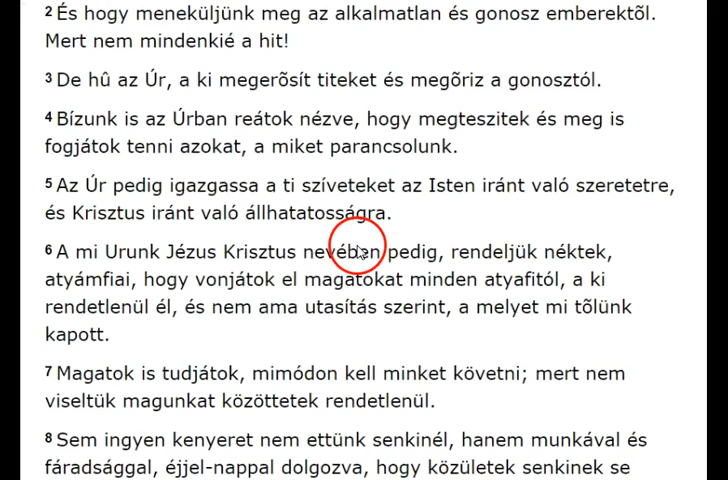 2 És hogy meneküljünk meg az alkalmatlan és gonosz emberektõl.
Mert nem mindenkié a hit!
3 De hû az Úr, a ki megerõsít titeket és megõriz a gonosztól.
4 Bízunk is az Úrban reátok nézve, hogy megteszitek és meg is
fogjátok tenni azokat, a miket parancsolunk.
5 Az Úr pedig igazgassa a ti szíveteket az Isten iránt való szeretetre,
és Krisztus iránt való állhatatosságra.
6 A mi Urunk Jézus Krisztus nevében pedig, rendeljük néktek,
atyámfiai, hogy vonjátok el magatokat minden atyafitól, a ki
rendetlenül él, és nem ama utasítás szerint, a melyet mi tõlünk
kapott.
7 Magatok is tudjátok, mimódon kell minket követni; mert nem
viseltük magunkat közöttetek rendetlenül.
8 Sem ingyen kenyeret nem ettünk senkinél, hanem munkával és
fáradsággal, éjjel-nappal dolgozva, hogy közületek senkinek se